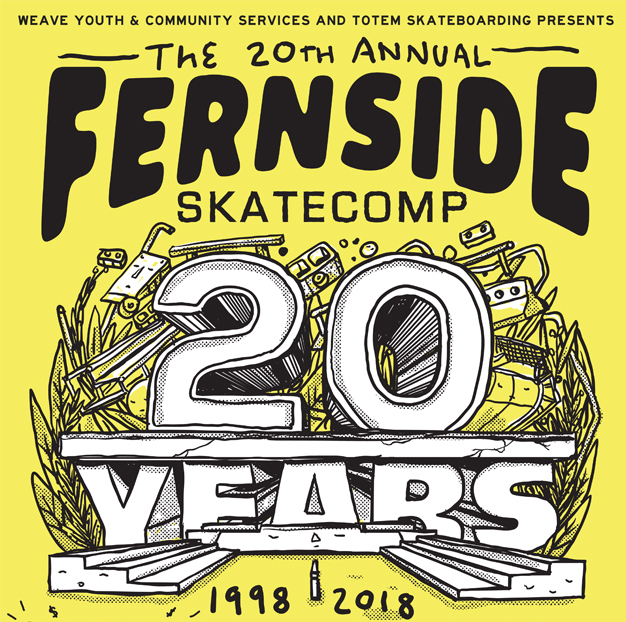 WEAVE YOUTH & COMMUNITY SERVICES AND TOTEM SKATEBOARDING PRESENTS
THE 20TH ANNUAL
FERNSIDE
SKATECOMP
20
YEARS
1998 2018